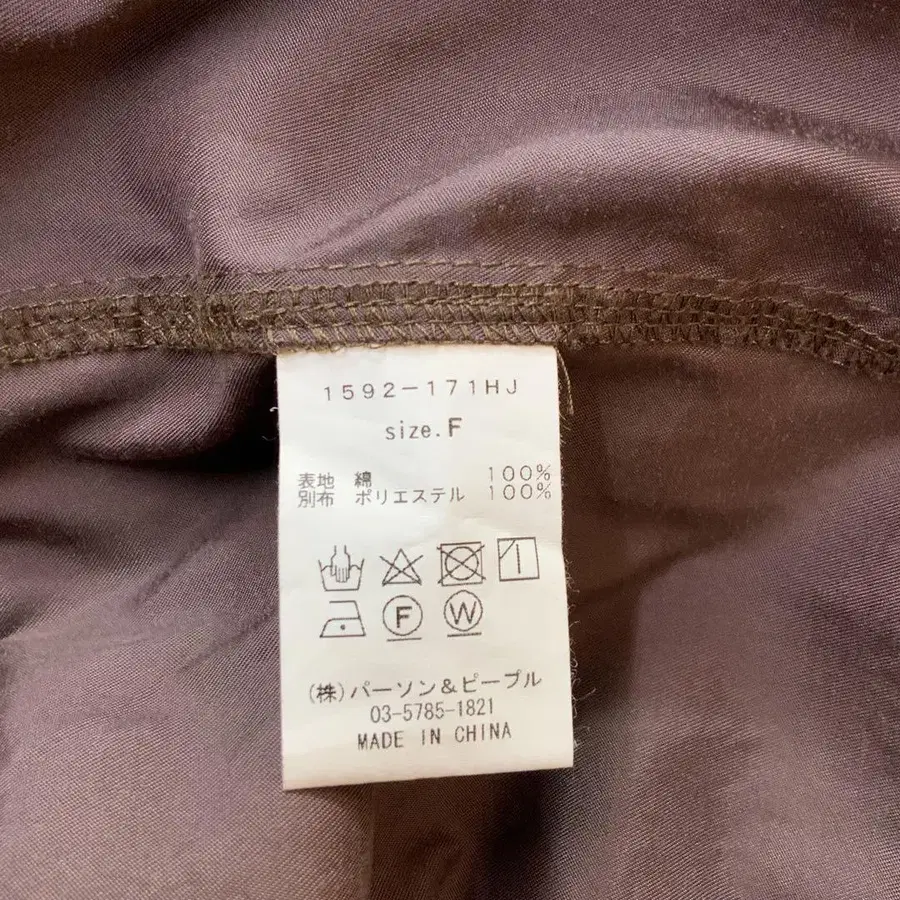 1592-171HJ
size.F
表地 綿 100%
別布 ポリエステル 100%
F W
(株)パーソン&ピープル
03-5785-1821
MADE IN CHINA